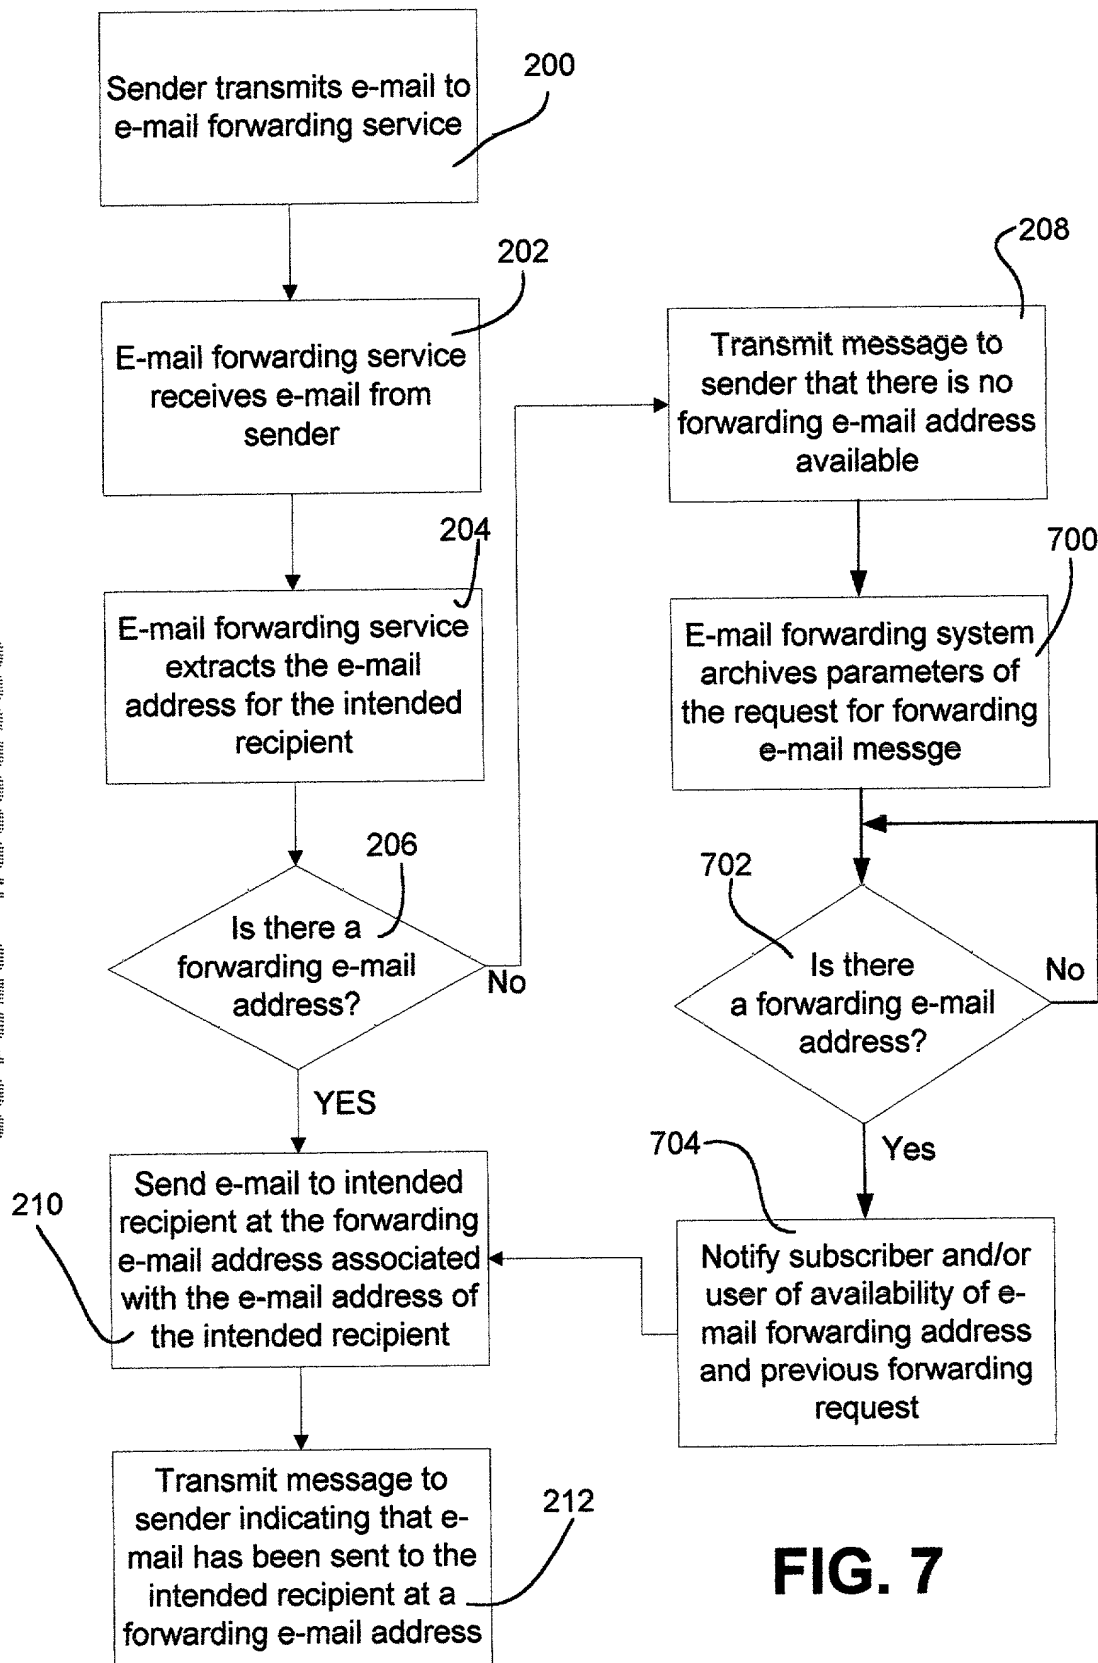 Sender transmits e-mail to
e-mail forwarding service
200
202
E-mail forwarding service
receives e-mail from
sender
204
E-mail forwarding service
extracts the e-mail
address for the intended
recipient
206
Is there a
forwarding e-mail
address?
No
YES
210
Send e-mail to intended
recipient at the forwarding
e-mail address associated
with the e-mail address of
the intended recipient
Transmit message to
sender indicating that e-
mail has been sent to the
intended recipient at a
forwarding e-mail address
212
208
Transmit message to
sender that there is no
forwarding e-mail address
available
700
E-mail forwarding system
archives parameters of
the request for forwarding
e-mail messge
702
Is there
a forwarding e-mail
address?
No
Yes
704
Notify subscriber and/or
user of availability of e-
mail forwarding address
and previous forwarding
request
FIG. 7